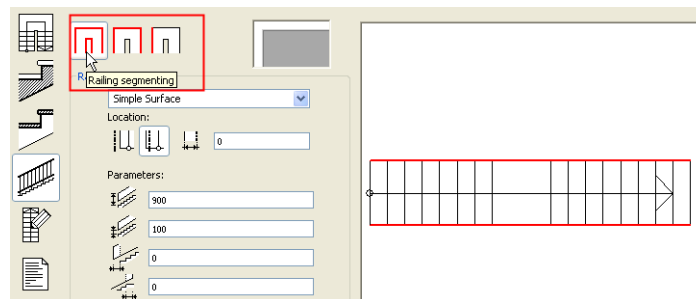 R
Railing segmenting
Simple Surface
Location:
0
Parameters:
900
100
0
0